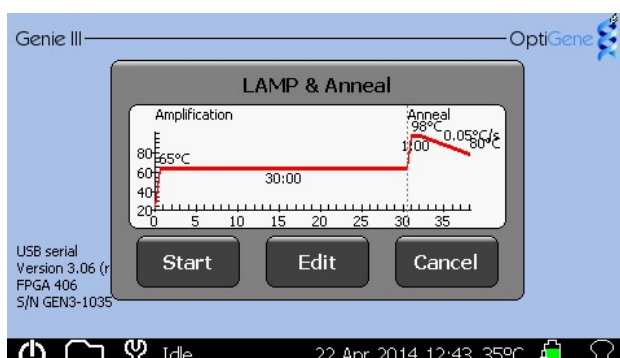 Genie III
OptiGene
LAMP & Anneal
Amplification
Anneal
98°C
0.05°C/s
1:00
80°C
80
65°C
60
30:00
40
20
0 5 10 15 20 25 30 35
Start Edit Cancel
USB serial
Version 3.06 (r
FPGA 406
S/N GEN3-1035
Idle
22 Apr 2014 12:43 35°C